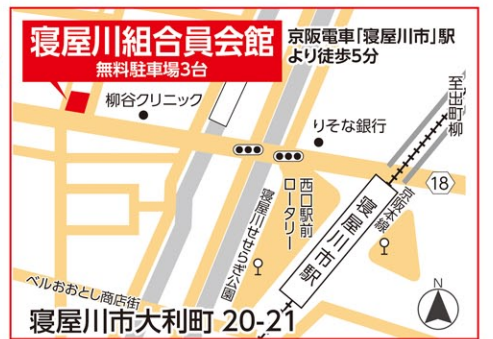 寝屋川組合員会館
無料駐車場3台
京阪電車「寝屋川市」駅
より徒歩5分
柳谷クリニック
りそな銀行
至出町柳
18
京阪本線
西口駅前
ロータリー
寝屋川市駅
寝屋川せせらぎ公園
ベルおおとし商店街
寝屋川市大利町 20-21
N